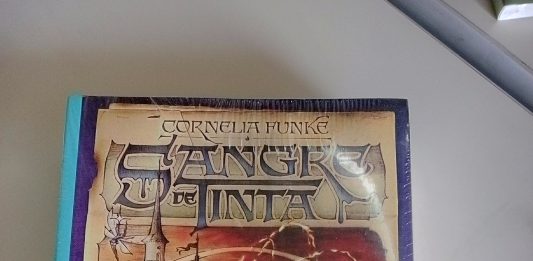 CORNELIA FUNKE
SANGRE
DE TINTA